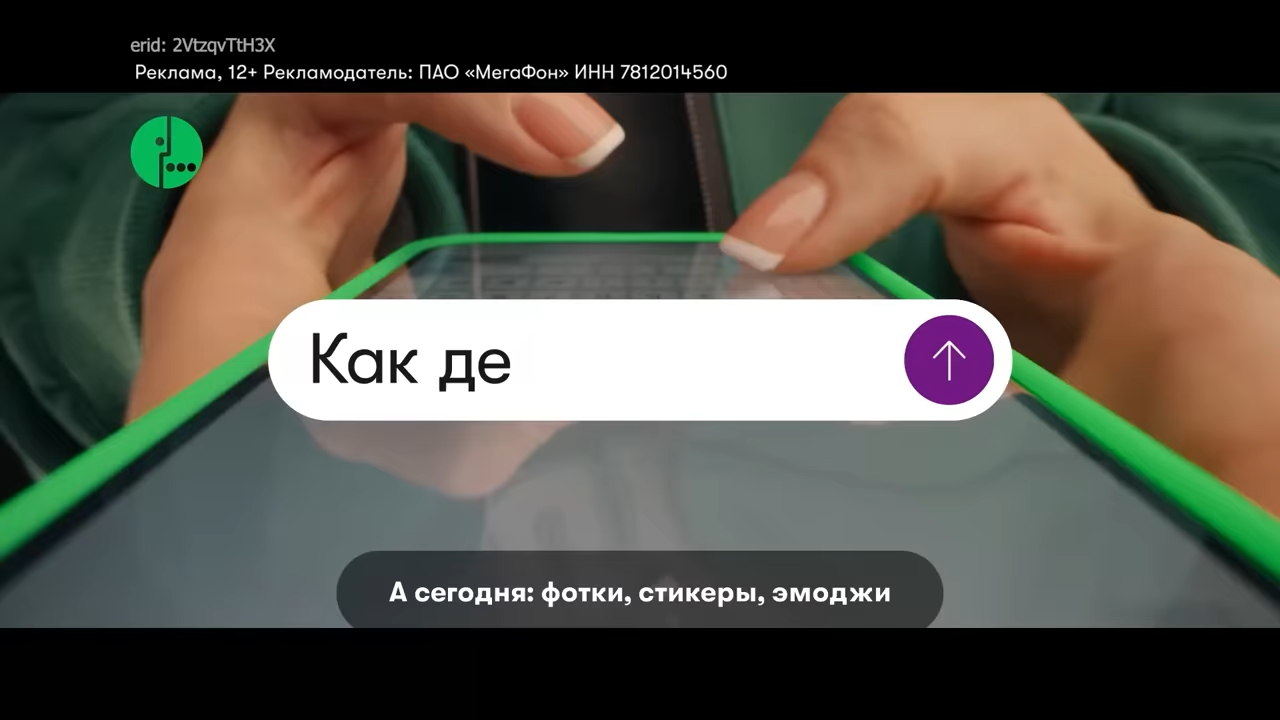 erid: 2VtzqvTtH3X
Реклама, 12+ Рекламодатель: ПАО «МегаФон» ИНН 7812014560
Как де
А сегодня: фотки, стикеры, эмоджи